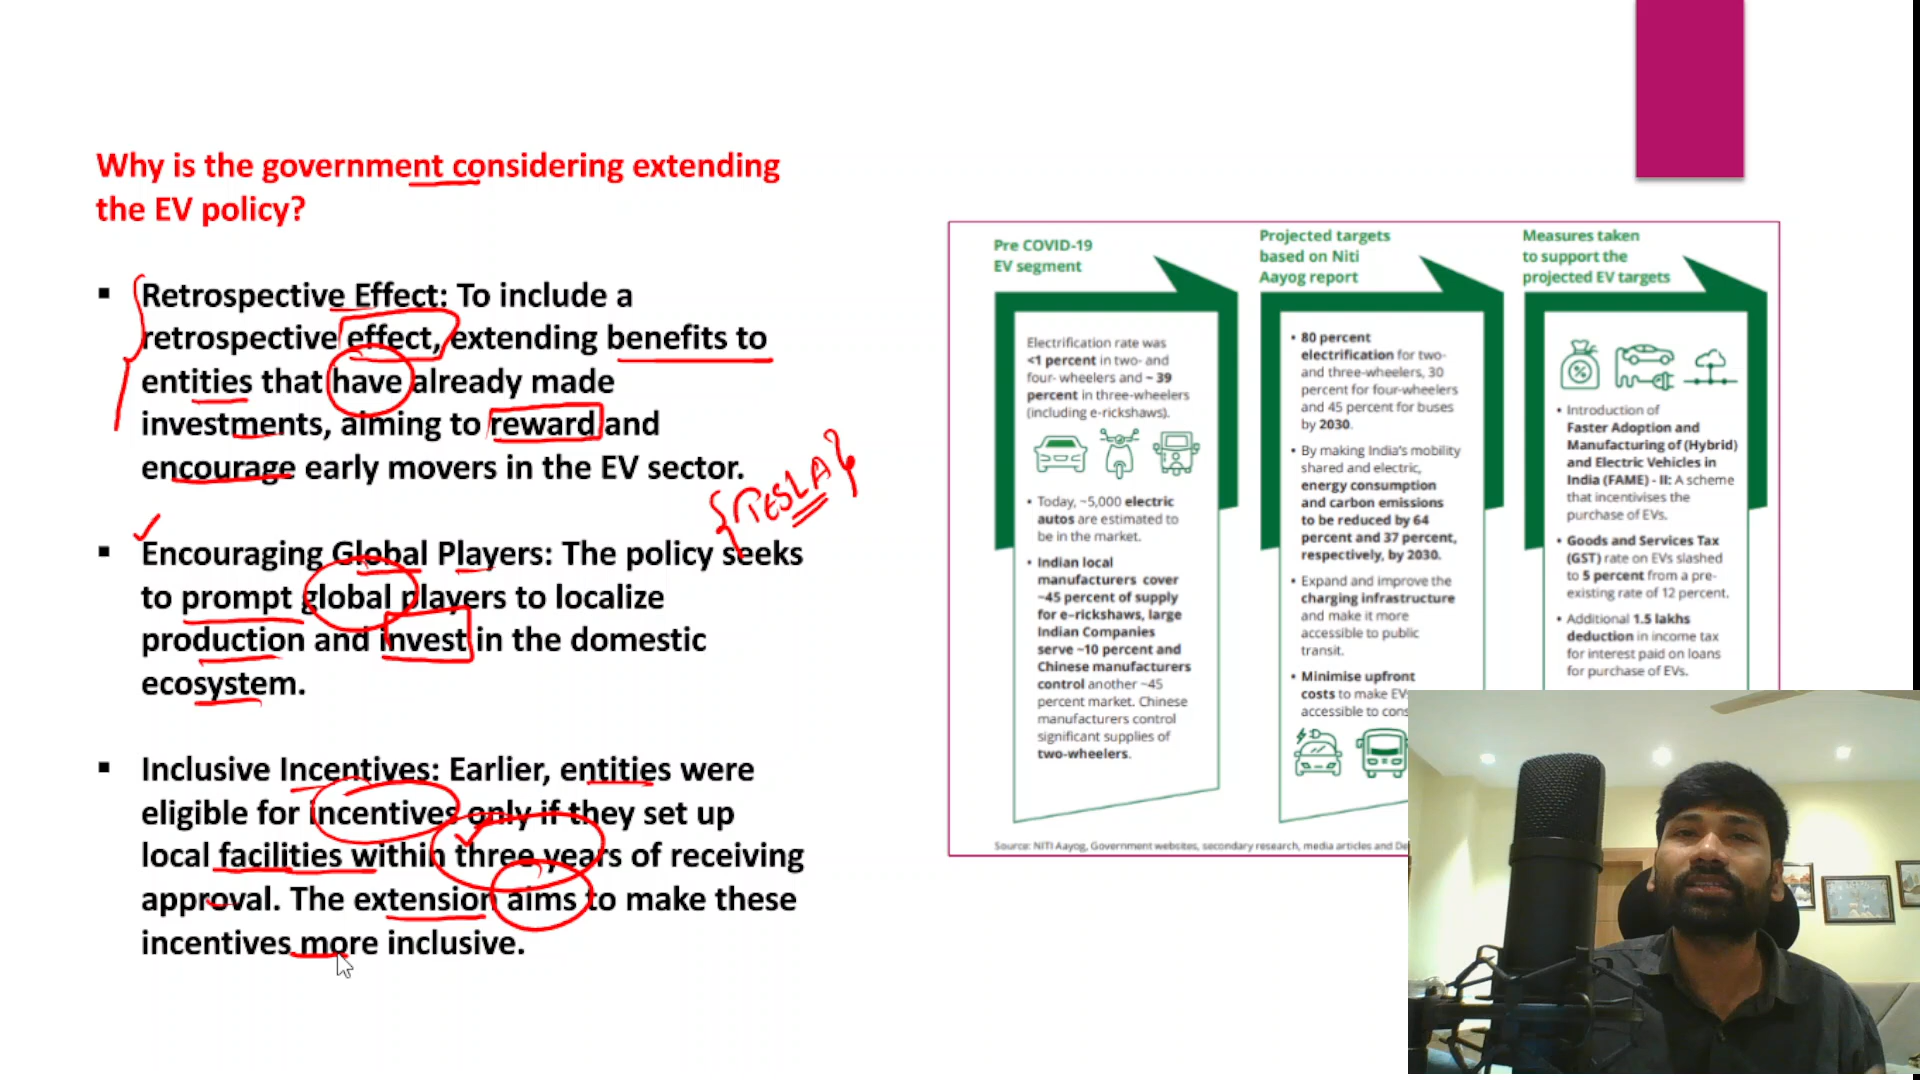 Why is the government considering extending
the EV policy?
▪ Retrospective Effect: To include a
retrospective effect, extending benefits to
entities that have already made
investments, aiming to reward and
encourage early movers in the EV sector.
{TESLA}
▪ Encouraging Global Players: The policy seeks
to prompt global players to localize
production and invest in the domestic
ecosystem.
▪ Inclusive Incentives: Earlier, entities were
eligible for incentives only if they set up
local facilities within three years of receiving
approval. The extension aims to make these
incentives more inclusive.
Pre COVID-19
EV segment
Electrification rate was
<1 percent in two- and
four- wheelers and ~ 39
percent in three-wheelers
(including e-rickshaws).
• Today, ~5,000 electric
autos are estimated to
be in the market.
• Indian local
manufacturers cover
~45 percent of supply
for e–rickshaws, large
Indian Companies
serve ~10 percent and
Chinese manufacturers
control another ~45
percent market. Chinese
manufacturers control
significant supplies of
two-wheelers.
Projected targets
based on Niti
Aayog report
• 80 percent
electrification for two-
and three-wheelers, 30
percent for four-wheelers
and 45 percent for buses
by 2030.
• By making India's mobility
shared and electric,
energy consumption
and carbon emissions
to be reduced by 64
percent and 37 percent,
respectively, by 2030.
• Expand and improve the
charging infrastructure
and make it more
accessible to public
transit.
• Minimise upfront
costs to make EV
accessible to cons
Measures taken
to support the
projected EV targets
%
• Introduction of
Faster Adoption and
Manufacturing of (Hybrid)
and Electric Vehicles in
India (FAME) - II: A scheme
that incentivises the
purchase of EVs.
• Goods and Services Tax
(GST) rate on EVs slashed
to 5 percent from a pre-
existing rate of 12 percent.
• Additional 1.5 lakhs
deduction in income tax
for interest paid on loans
for purchase of EVs.
Source: NITI Aayog, Government websites, secondary research, media articles and De